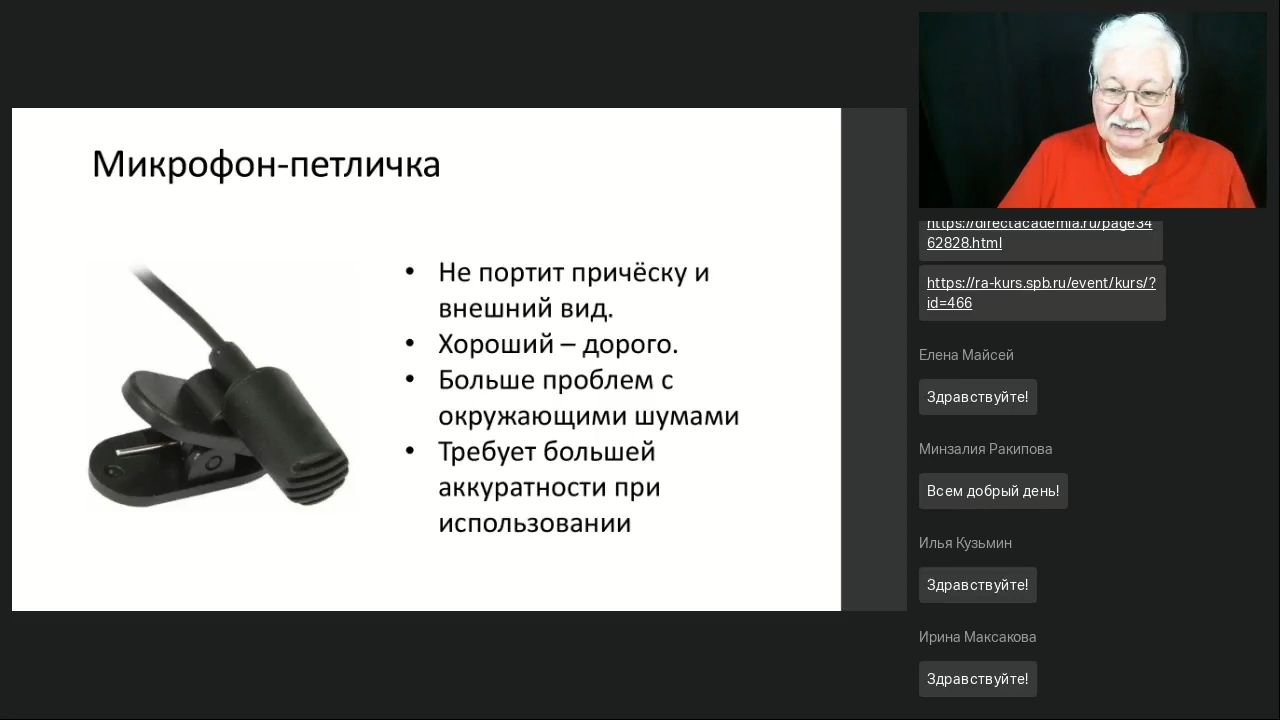 Микрофон-петличка
• Не портит причёску и
внешний вид.
• Хороший – дорого.
• Больше проблем с
окружающими шумами
• Требует большей
аккуратности при
использовании
https://directacademia.ru/page34
62828.html
https://ra-kurs.spb.ru/event/kurs/?
id=466
Елена Майсей
Здравствуйте!
Минзалия Ракипова
Всем добрый день!
Илья Кузьмин
Здравствуйте!
Ирина Максакова
Здравствуйте!